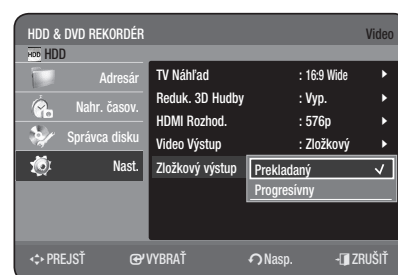 HDD & DVD REKORDÉR Video
HDD HDD
Adresár
Nahr. časov.
Správca disku
Nast.
TV Náhľad : 16:9 Wide
Reduk. 3D Hudby : Vyp.
HDMI Rozhod. : 576p
Video Výstup : Zložkový
Zložkový výstup
Prekladaný
Progresívny
PREJSŤ VYBRAŤ Nasp. ZRUŠIŤ